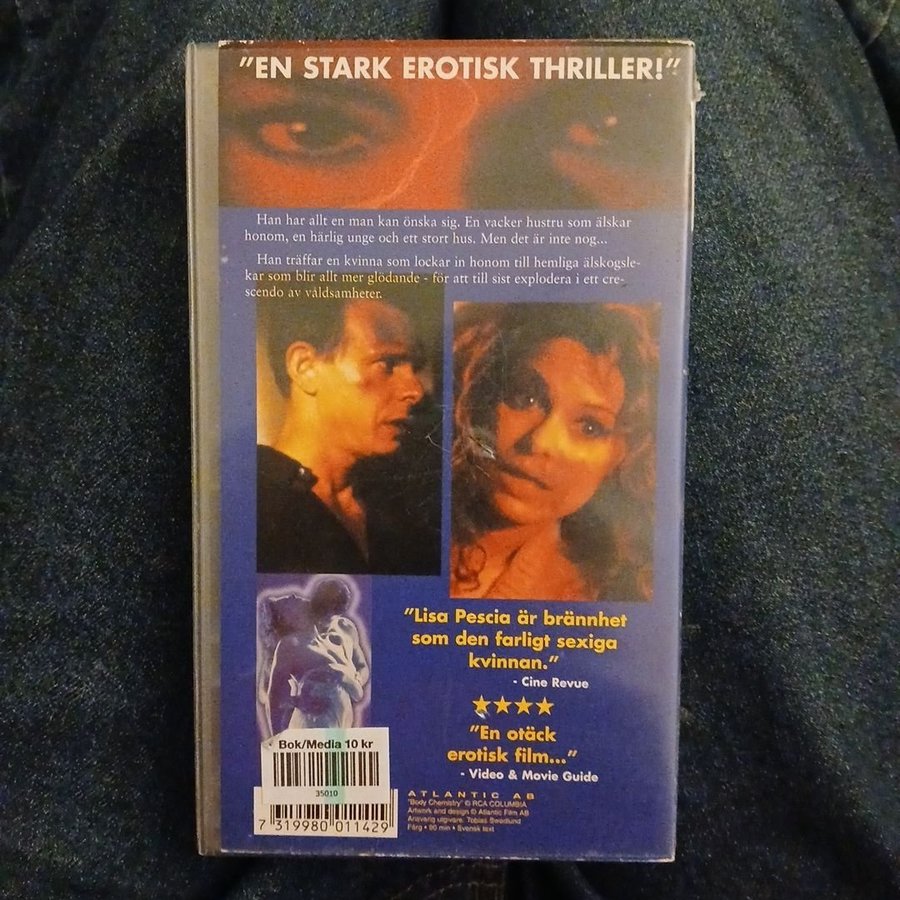 "EN STARK EROTISK THRILLER!"
Han har allt en man kan önska sig. En vacker hustru som älskar
honom, en härlig unge och ett stort hus. Men det är inte nog...
Han träffar en kvinna som lockar in honom till hemliga älskogsle-
kar som blir allt mer glödande - för att till sist explodera i ett cre-
scendo av våldsamheter.
"Lisa Pescia är brännhet
som den farligt sexiga
kvinnan."
- Cine Revue
"En otäck
erotisk film..."
- Video & Movie Guide
Bok/Media 10 kr
35010
7 319980 011429
ATLANTIC AB
"Body Chemistry" © RCA COLUMBIA
Artwork and design © Atlantic Film AB
Ansvarig utgivare: Tobias Swedlund
Färg • 90 min • Svensk text